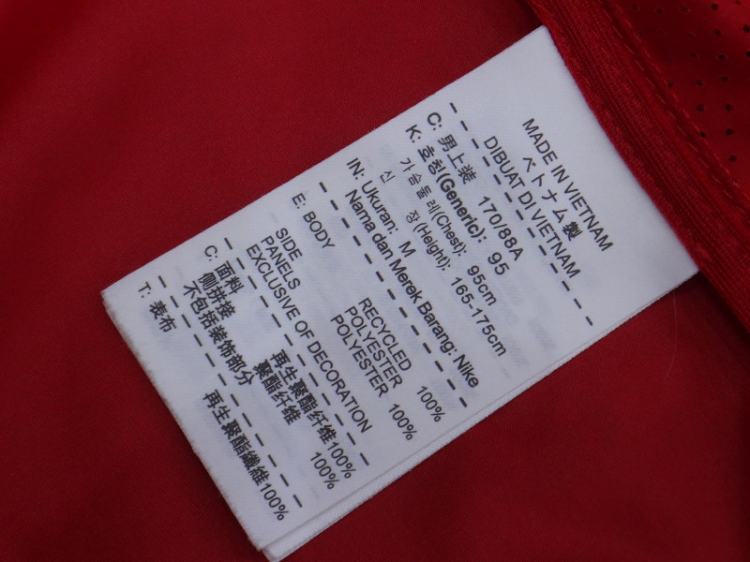 MADE IN VIETNAM
ベトナム製
DIBUAT DI VIETNAM
C: 男上装 170/88A
K: 호칭(Generic): 95
가슴둘레(Chest): 95cm
신 장(Height): 165-175cm
IN: Ukuran: M
Nama dan Merek Barang: Nike
E: BODY RECYCLED
POLYESTER 100%
SIDE POLYESTER 100%
PANELS
EXCLUSIVE OF DECORATION
C: 面料 再生聚酯纤维100%
侧拼接 聚酯纤维 100%
不包括装饰部分
T: 表布 再生聚酯纖維100%